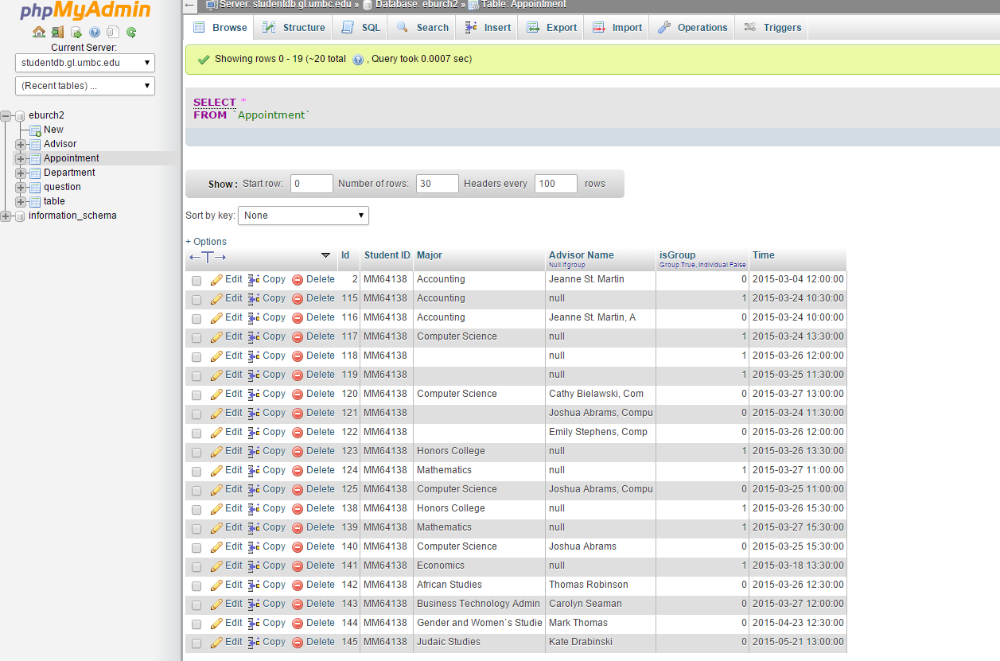 phpMyAdmin
Current Server:
studentdb.gl.umbc.edu
(Recent tables) ...
eburch2
New
Advisor
Appointment
Department
question
table
information_schema
Server: studentdb.gl.umbc.edu » Database: eburch2 » Table: Appointment
Browse Structure SQL Search Insert Export Import Operations Triggers
Showing rows 0 - 19 (~20 total , Query took 0.0007 sec)
SELECT *
FROM `Appointment`
Show : Start row: 0 Number of rows: 30 Headers every 100 rows
Sort by key: None
+ Options
Id Student ID Major Advisor Name isGroup Time
Null if group Group True, Individual False
Edit Copy Delete 2 MM64138 Accounting Jeanne St. Martin 0 2015-03-04 12:00:00
Edit Copy Delete 115 MM64138 Accounting null 1 2015-03-24 10:30:00
Edit Copy Delete 116 MM64138 Accounting Jeanne St. Martin, A 0 2015-03-24 10:00:00
Edit Copy Delete 117 MM64138 Computer Science null 1 2015-03-24 13:30:00
Edit Copy Delete 118 MM64138 null 1 2015-03-26 12:00:00
Edit Copy Delete 119 MM64138 null 1 2015-03-25 11:30:00
Edit Copy Delete 120 MM64138 Computer Science Cathy Bielawski, Com 0 2015-03-27 13:00:00
Edit Copy Delete 121 MM64138 Joshua Abrams, Compu 0 2015-03-24 11:30:00
Edit Copy Delete 122 MM64138 Emily Stephens, Comp 0 2015-03-26 12:00:00
Edit Copy Delete 123 MM64138 Honors College null 1 2015-03-26 13:30:00
Edit Copy Delete 124 MM64138 Mathematics null 1 2015-03-27 11:00:00
Edit Copy Delete 125 MM64138 Computer Science Joshua Abrams, Compu 0 2015-03-25 11:00:00
Edit Copy Delete 138 MM64138 Honors College null 1 2015-03-26 15:30:00
Edit Copy Delete 139 MM64138 Mathematics null 1 2015-03-27 15:30:00
Edit Copy Delete 140 MM64138 Computer Science Joshua Abrams 0 2015-03-25 15:30:00
Edit Copy Delete 141 MM64138 Economics null 1 2015-03-18 13:30:00
Edit Copy Delete 142 MM64138 African Studies Thomas Robinson 0 2015-03-26 12:30:00
Edit Copy Delete 143 MM64138 Business Technology Admin Carolyn Seaman 0 2015-03-27 12:00:00
Edit Copy Delete 144 MM64138 Gender and Women`s Studie Mark Thomas 0 2015-04-23 12:30:00
Edit Copy Delete 145 MM64138 Judaic Studies Kate Drabinski 0 2015-05-21 13:00:00